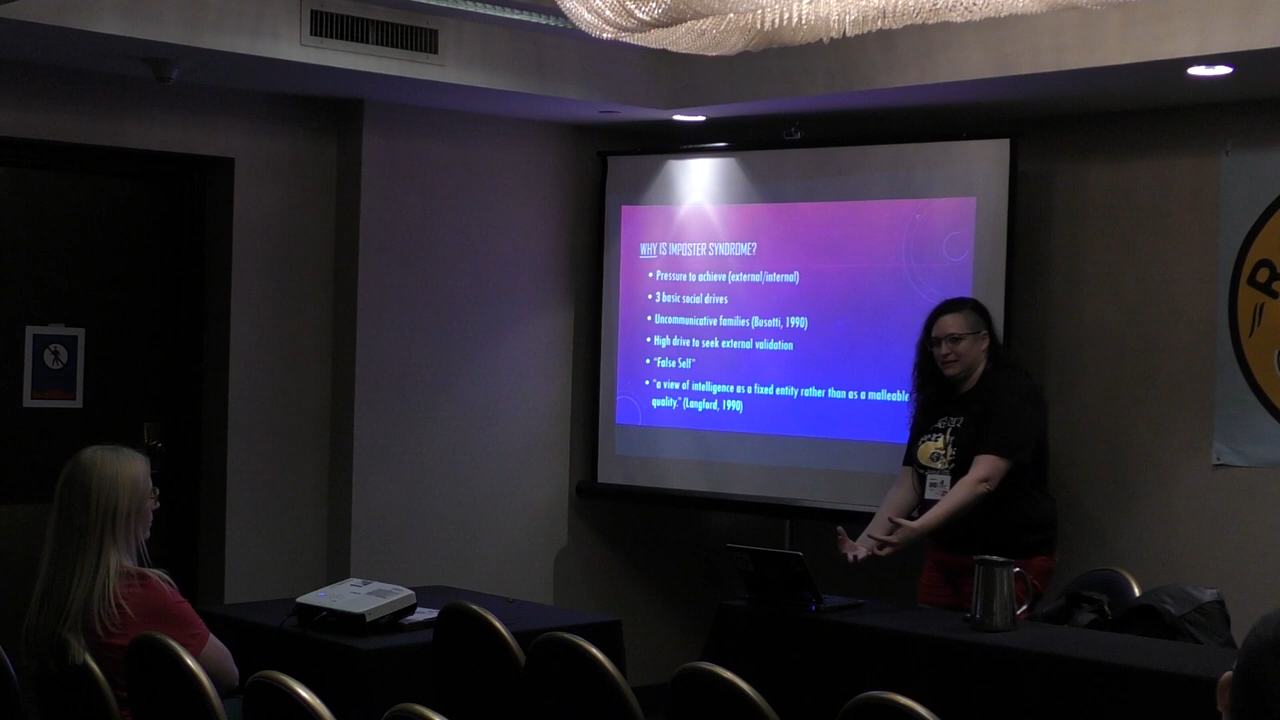 WHY IS IMPOSTER SYNDROME?
• Pressure to achieve (external/internal)
• 3 basic social drives
• Uncommunicative families (Busotti, 1990)
• High drive to seek external validation
• "False Self"
• "a view of intelligence as a fixed entity rather than as a malleable
quality." (Langford, 1990)